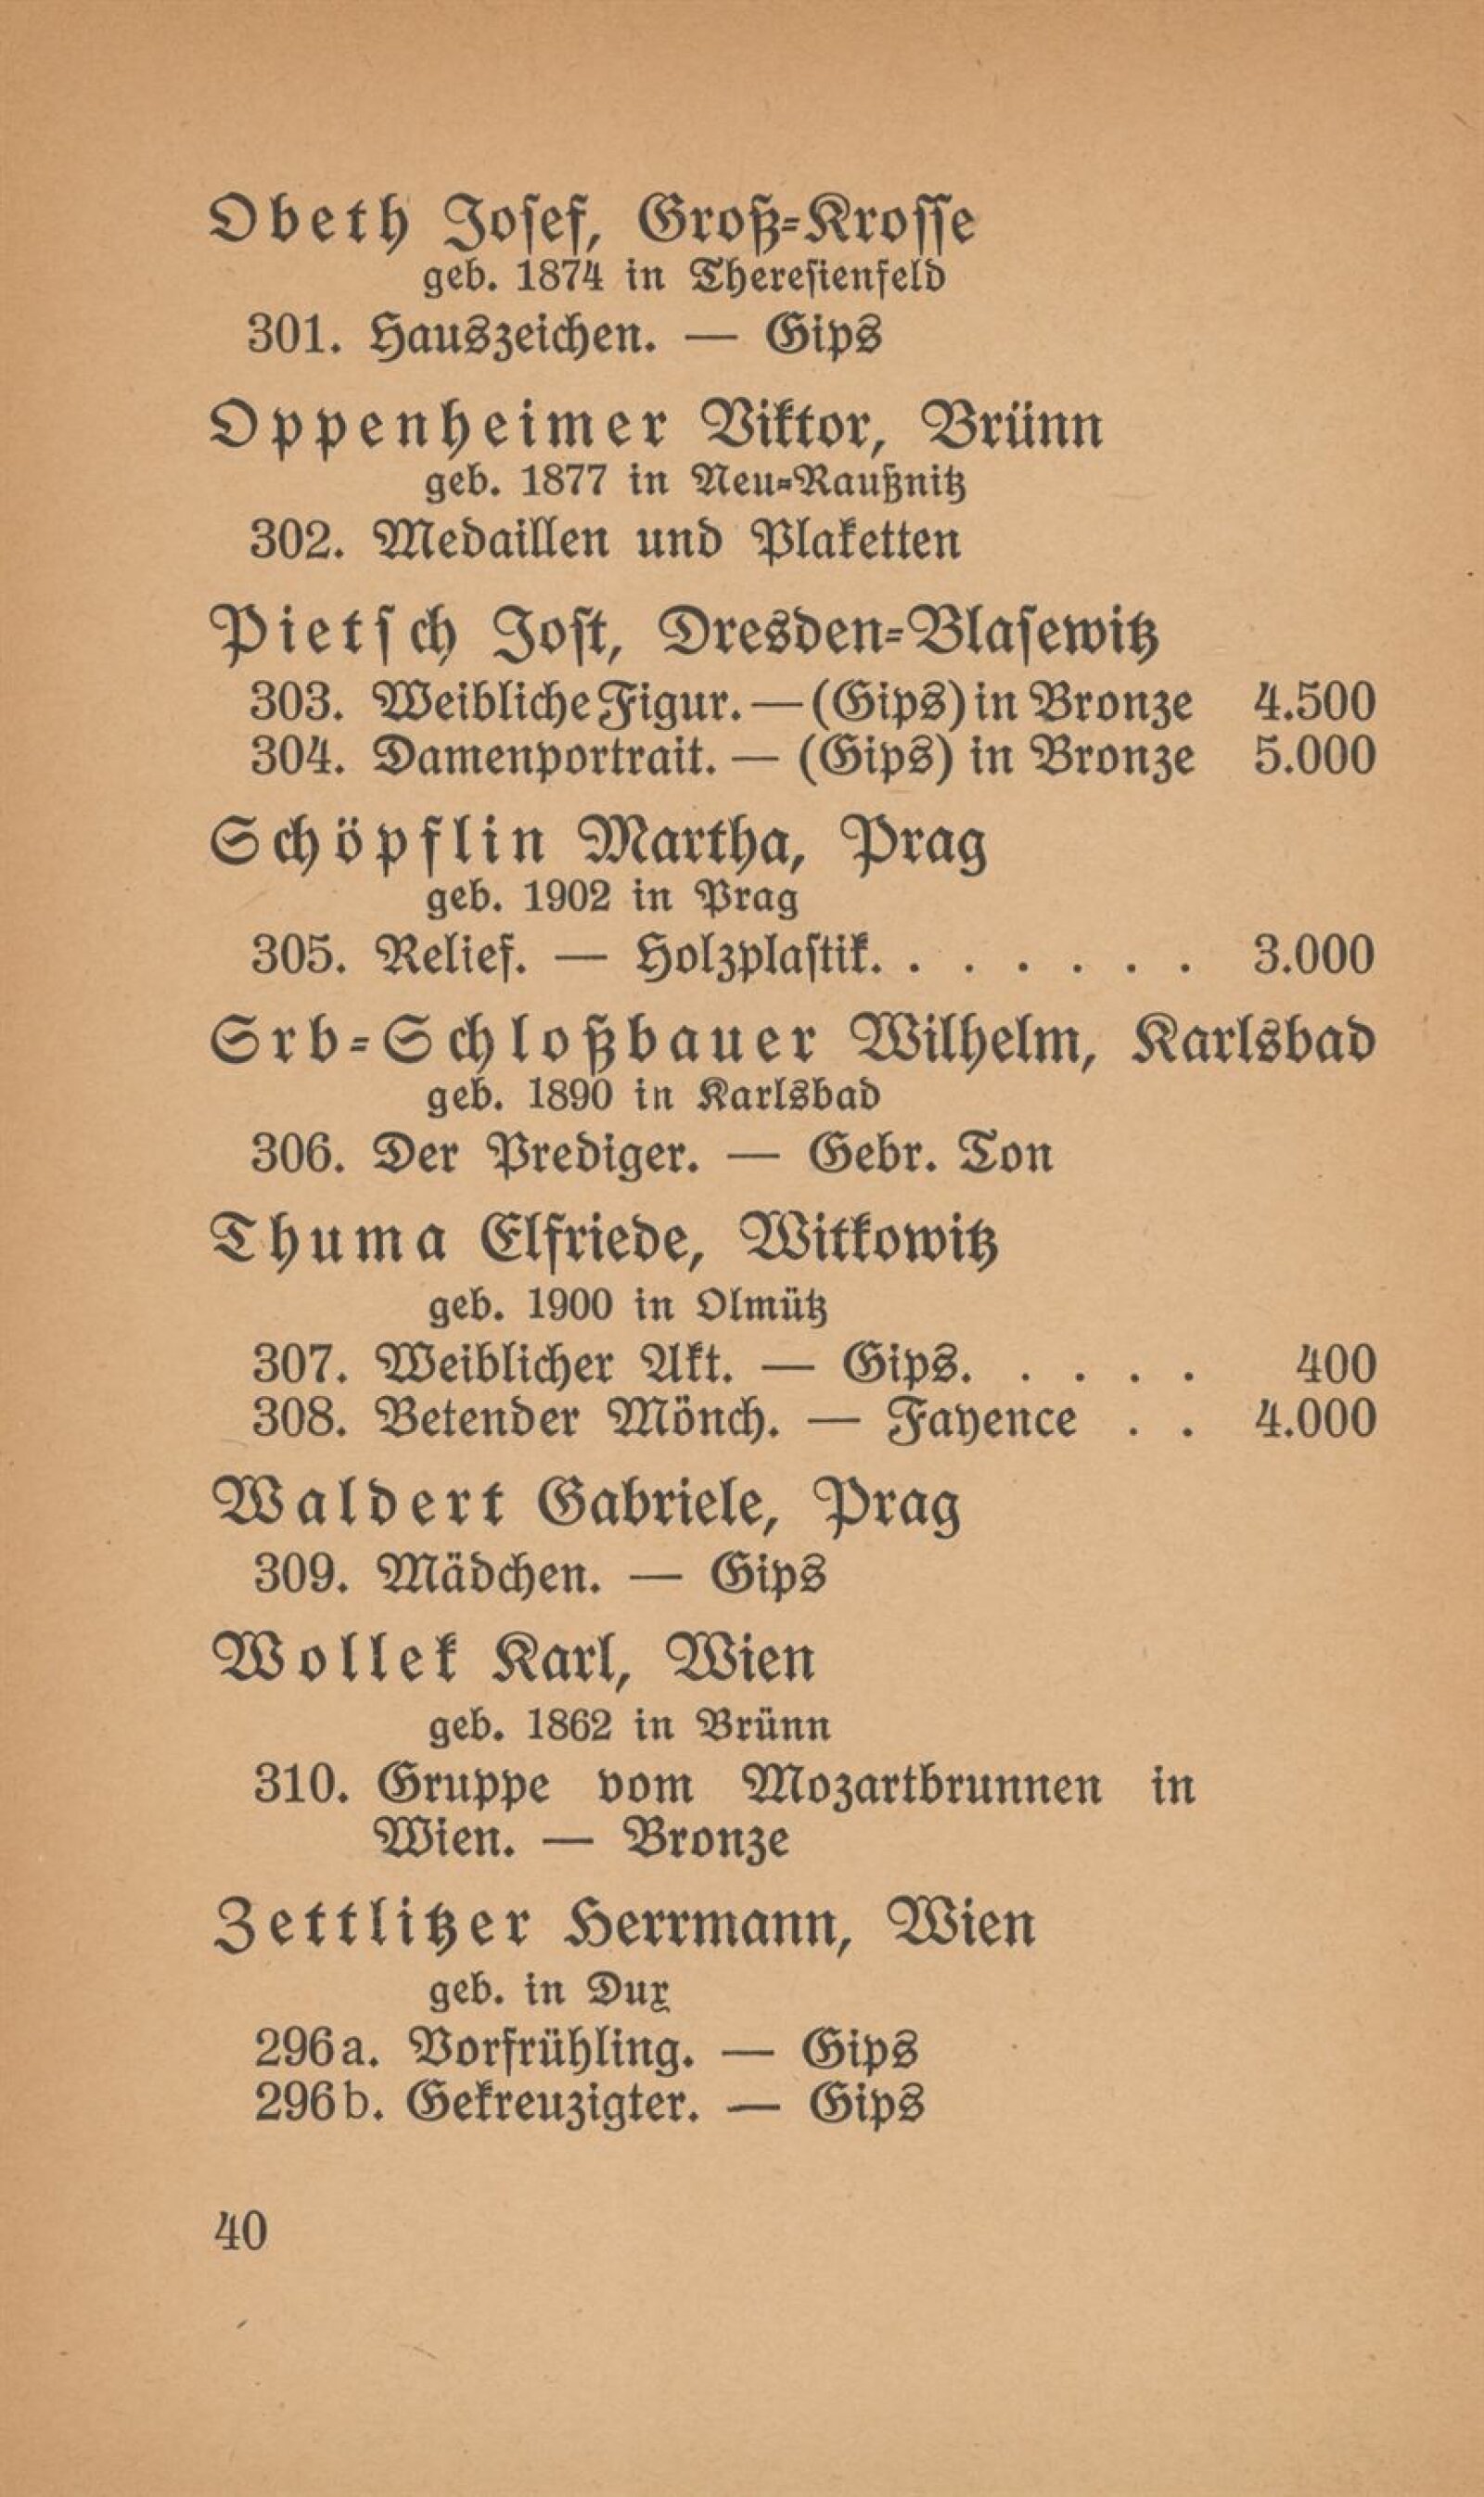 Obeth Josef, Groß-Krosse
geb. 1874 in Theresienfeld
301. Hauszeichen. — Gips
Oppenheimer Viktor, Brünn
geb. 1877 in Neu-Raußnitz
302. Medaillen und Plaketten
Pietsch Jost, Dresden-Blasewitz
303. Weibliche Figur. — (Gips) in Bronze 4.500
304. Damenportrait. — (Gips) in Bronze 5.000
Schöpflin Martha, Prag
geb. 1902 in Prag
305. Relief. — Holzplastik. . . . . . . 3.000
Srb-Schloßbauer Wilhelm, Karlsbad
geb. 1890 in Karlsbad
306. Der Prediger. — Gebr. Ton
Thuma Elfriede, Witkowitz
geb. 1900 in Olmütz
307. Weiblicher Akt. — Gips. . . . . 400
308. Betender Mönch. — Fayence . . 4.000
Waldert Gabriele, Prag
309. Mädchen. — Gips
Wollek Karl, Wien
geb. 1862 in Brünn
310. Gruppe vom Mozartbrunnen in
Wien. — Bronze
Zettlitzer Herrmann, Wien
geb. in Dux
296a. Vorfrühling. — Gips
296b. Gekreuzigter. — Gips
40